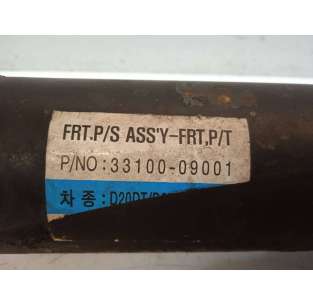 FRT.P/S ASS'Y-FRT,P/T
P/NO:33100-09001
차 종: D20DT/